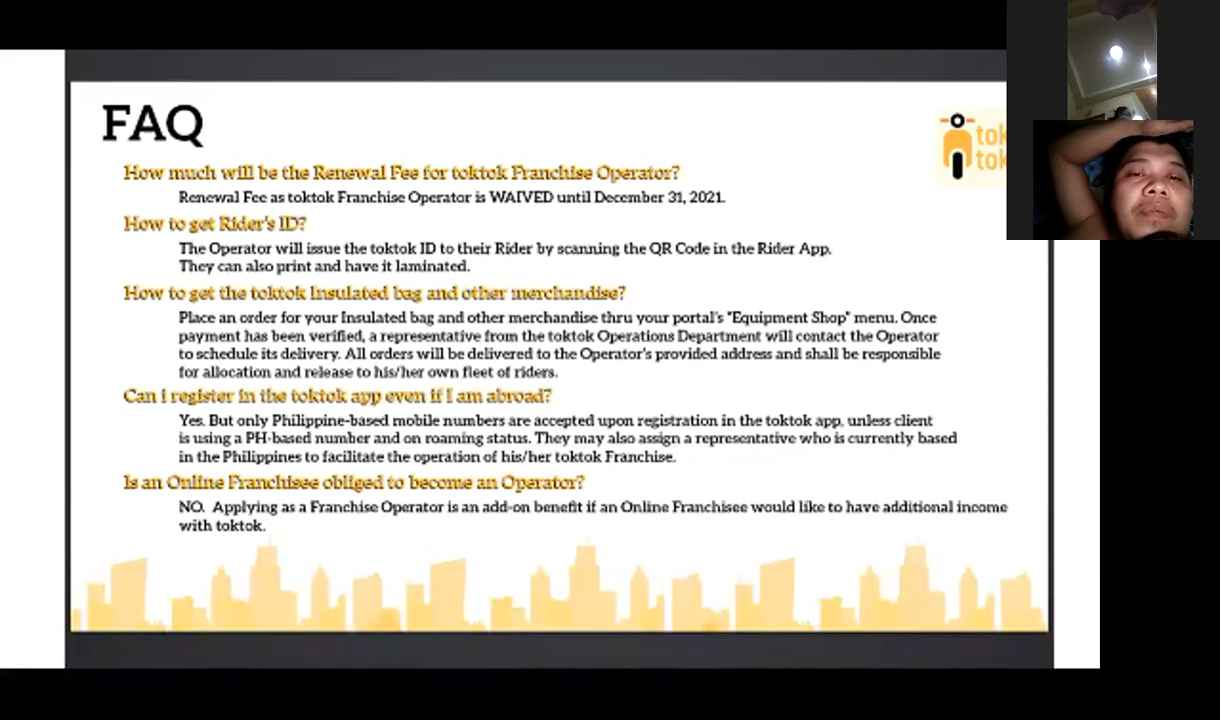 FAQ
tok
tok
How much will be the Renewal Fee for toktok Franchise Operator?
Renewal Fee as toktok Franchise Operator is WAIVED until December 31, 2021.
How to get Rider's ID?
The Operator will issue the toktok ID to their Rider by scanning the QR Code in the Rider App.
They can also print and have it laminated.
How to get the toktok Insulated bag and other merchandise?
Place an order for your Insulated bag and other merchandise thru your portal's "Equipment Shop" menu. Once
payment has been verified, a representative from the toktok Operations Department will contact the Operator
to schedule its delivery. All orders will be delivered to the Operator's provided address and shall be responsible
for allocation and release to his/her own fleet of riders.
Can i register in the toktok app even if I am abroad?
Yes. But only Philippine-based mobile numbers are accepted upon registration in the toktok app, unless client
is using a PH-based number and on roaming status. They may also assign a representative who is currently based
in the Philippines to facilitate the operation of his/her toktok Franchise.
Is an Online Franchisee obliged to become an Operator?
NO. Applying as a Franchise Operator is an add-on benefit if an Online Franchisee would like to have additional income
with toktok.